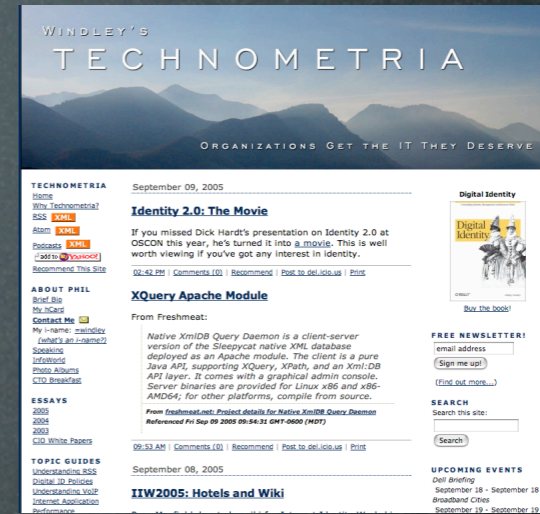 WINDLEY'S
TECHNOMETRIA
ORGANIZATIONS GET THE IT THEY DESERVE
TECHNOMETRIA
Home
Why Technometria?
RSS XML
Atom XML
Podcasts XML
add to Yahoo!
Recommend This Site
ABOUT PHIL
Brief Bio
My hCard
Contact Me
My i-name: =windley
(what's an i-name?)
Speaking
InfoWorld
Photo Albums
CTO Breakfast
ESSAYS
2005
2004
2003
CIO White Papers
TOPIC GUIDES
Understanding RSS
Digital ID Policies
Understanding VoIP
Internet Application
Performance
September 09, 2005
Identity 2.0: The Movie
If you missed Dick Hardt's presentation on Identity 2.0 at
OSCON this year, he's turned it into a movie. This is well
worth viewing if you've got any interest in identity.
02:42 PM | Comments (0) | Recommend | Post to del.icio.us | Print
XQuery Apache Module
From Freshmeat:
Native XmlDB Query Daemon is a client-server
version of the Sleepycat native XML database
deployed as an Apache module. The client is a pure
Java API, supporting XQuery, XPath, and an Xml:DB
API layer. It comes with a graphical admin console.
Server binaries are provided for Linux x86 and x86-
AMD64; for other platforms, compile from source.
From freshmeat.net: Project details for Native XmlDB Query Daemon
Referenced Fri Sep 09 2005 09:54:31 GMT-0600 (MDT)
09:53 AM | Comments (0) | Recommend | Post to del.icio.us | Print
September 08, 2005
IIW2005: Hotels and Wiki
Digital Identity
Digital
Identity
Buy the book!
FREE NEWSLETTER!
email address
Sign me up!
(Find out more...)
SEARCH
Search this site:
Search
UPCOMING EVENTS
Dell Briefing
September 18 - September 18
Broadband Cities
September 19 - September 19